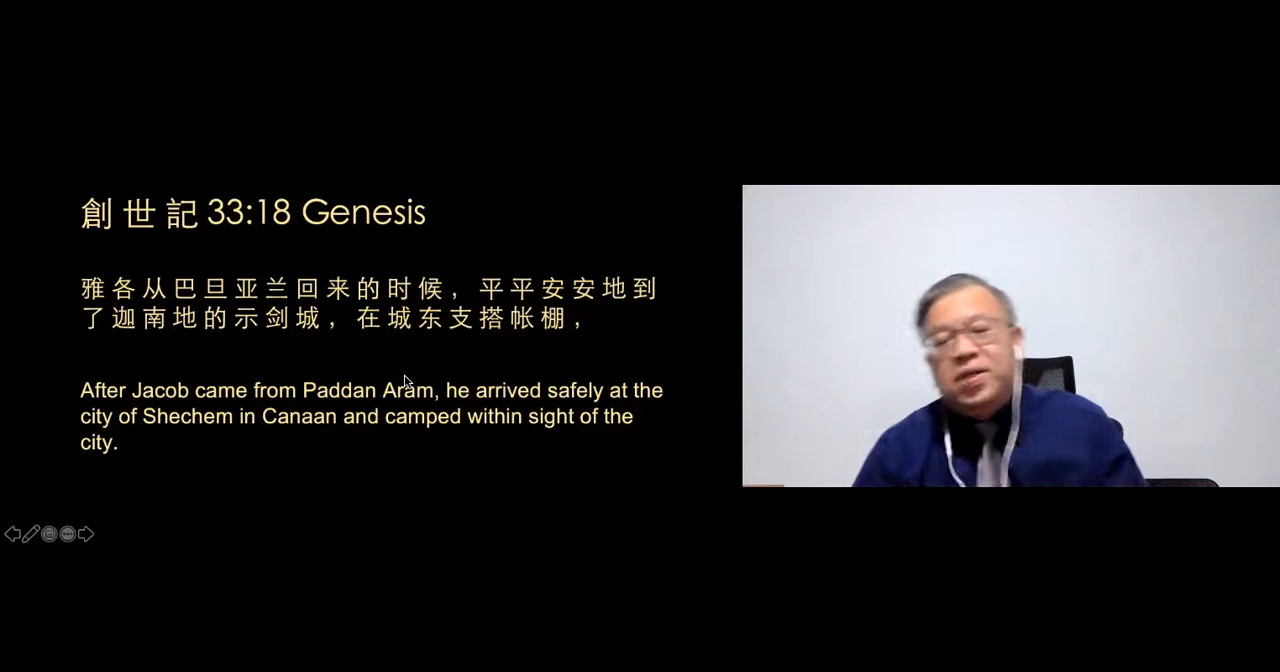 創世記 33:18 Genesis
雅各从巴旦亚兰回来的时候，平平安安地到
了迦南地的示剑城，在城东支搭帐棚，
After Jacob came from Paddan Aram, he arrived safely at the
city of Shechem in Canaan and camped within sight of the
city.